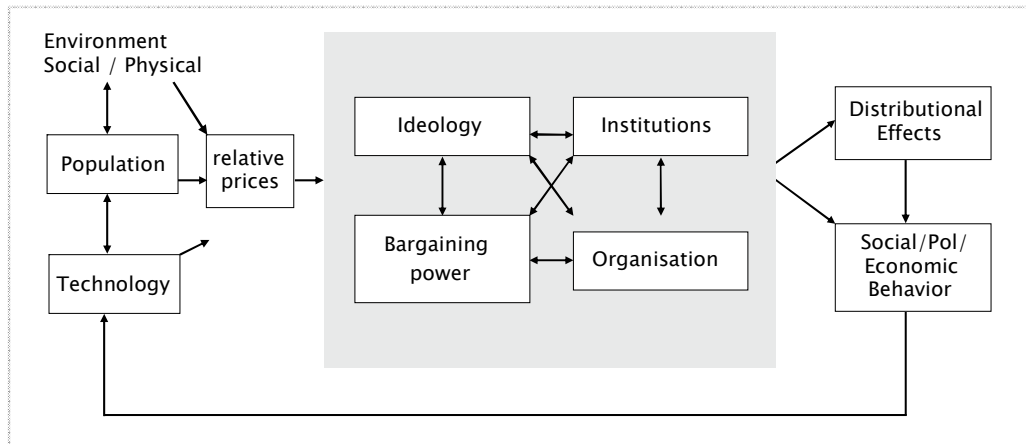 Environment
Social / Physical
Population
Technology
relative
prices
Ideology
Institutions
Bargaining
power
Organisation
Distributional
Effects
Social/Pol/
Economic
Behavior